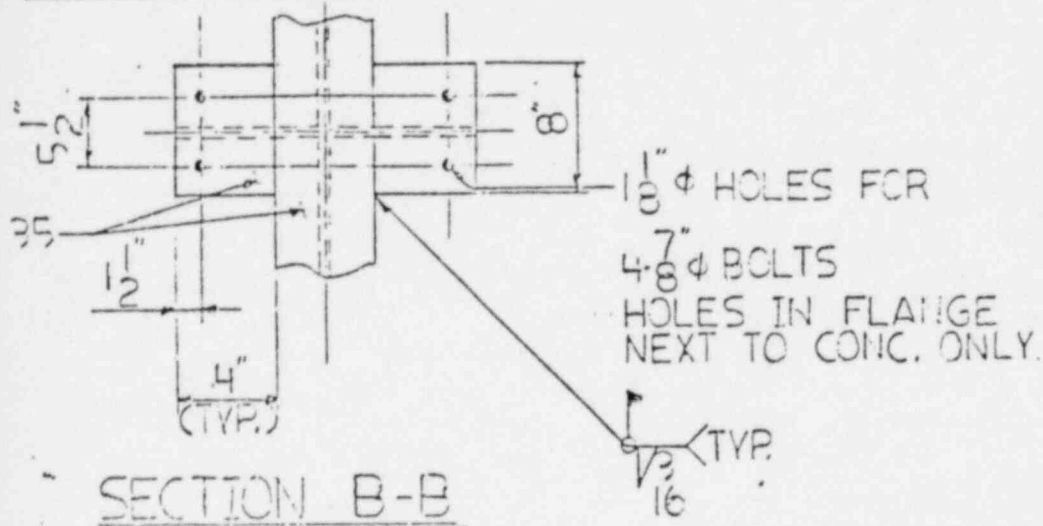 5 1/2"
8"
1 1/8" ¢ HOLES FOR
4-7/8" ¢ BOLTS
HOLES IN FLANGE
NEXT TO CONC. ONLY.
35
1 1/2"
4"
(TYP.)
TYP.
3
16
SECTION B-B